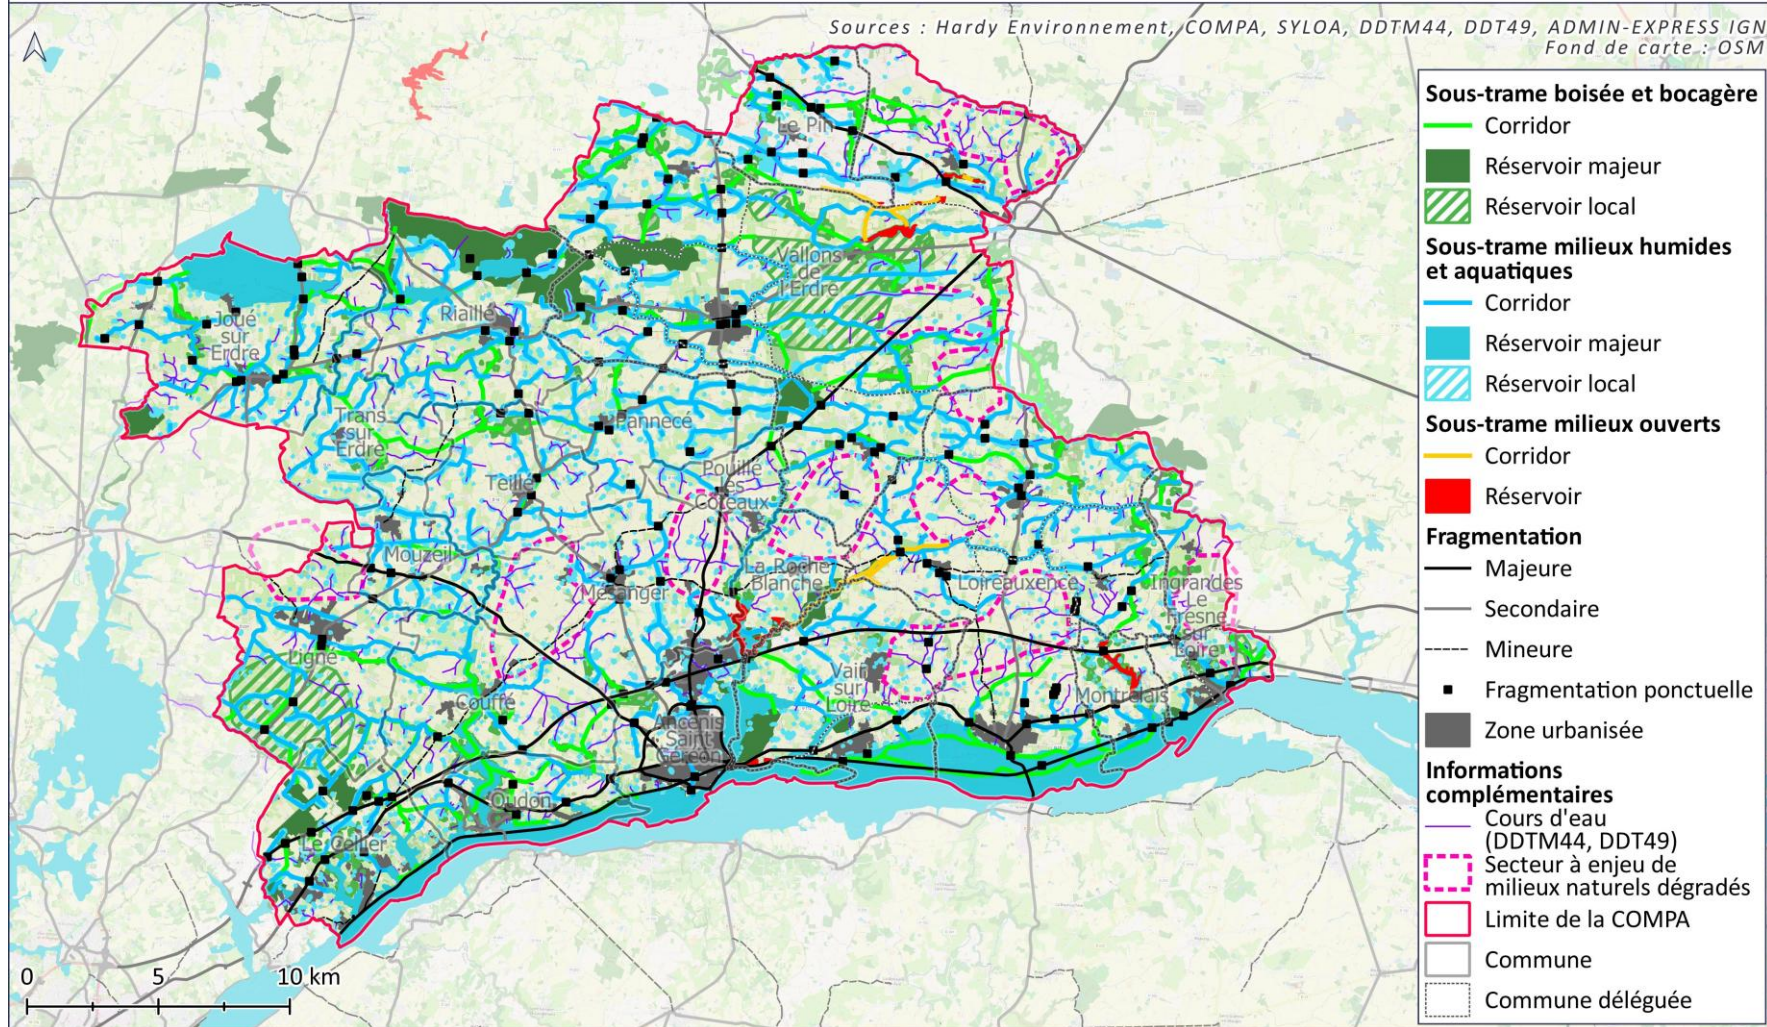 Sources : Hardy Environnement, COMPA, SYLOA, DDTM44, DDT49, ADMIN-EXPRESS IGN
Fond de carte : OSM
Le Pin
Vallons
de
l'Erdre
Joué
sur
Erdre
Riaillé
Trans
sur
Erdre
Pannecé
Teillé
Pouillé
les
Côteaux
Mouzeil
Mésanger
La Roche
Blanche
Loireauxence
Ingrandes
Le
Fresne
sur
Loire
Ligné
Couffé
Vair
sur
Loire
Montrelais
Ancenis
Saint
Géréon
Oudon
Le Cellier
0 5 10 km
Sous-trame boisée et bocagère
Corridor
Réservoir majeur
Réservoir local
Sous-trame milieux humides
et aquatiques
Corridor
Réservoir majeur
Réservoir local
Sous-trame milieux ouverts
Corridor
Réservoir
Fragmentation
Majeure
Secondaire
Mineure
Fragmentation ponctuelle
Zone urbanisée
Informations
complémentaires
Cours d'eau
(DDTM44, DDT49)
Secteur à enjeu de
milieux naturels dégradés
Limite de la COMPA
Commune
Commune déléguée